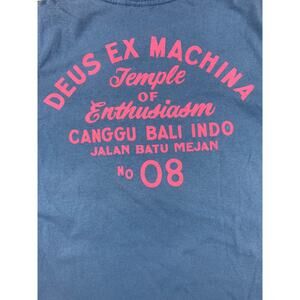 DEUS EX MACHINA
Temple
OF
Enthusiasm
CANGGU BALI INDO
JALAN BATU MEJAN
NO 08